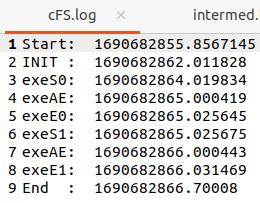 cFS.log × intermed.
1 Start: 1690682855.8567145
2 INIT : 1690682862.011828
3 exeS0: 1690682864.019834
4 exeAE: 1690682865.000419
5 exeE0: 1690682865.025645
6 exeS1: 1690682865.025675
7 exeAE: 1690682866.000443
8 exeE1: 1690682866.031469
9 End : 1690682866.70008